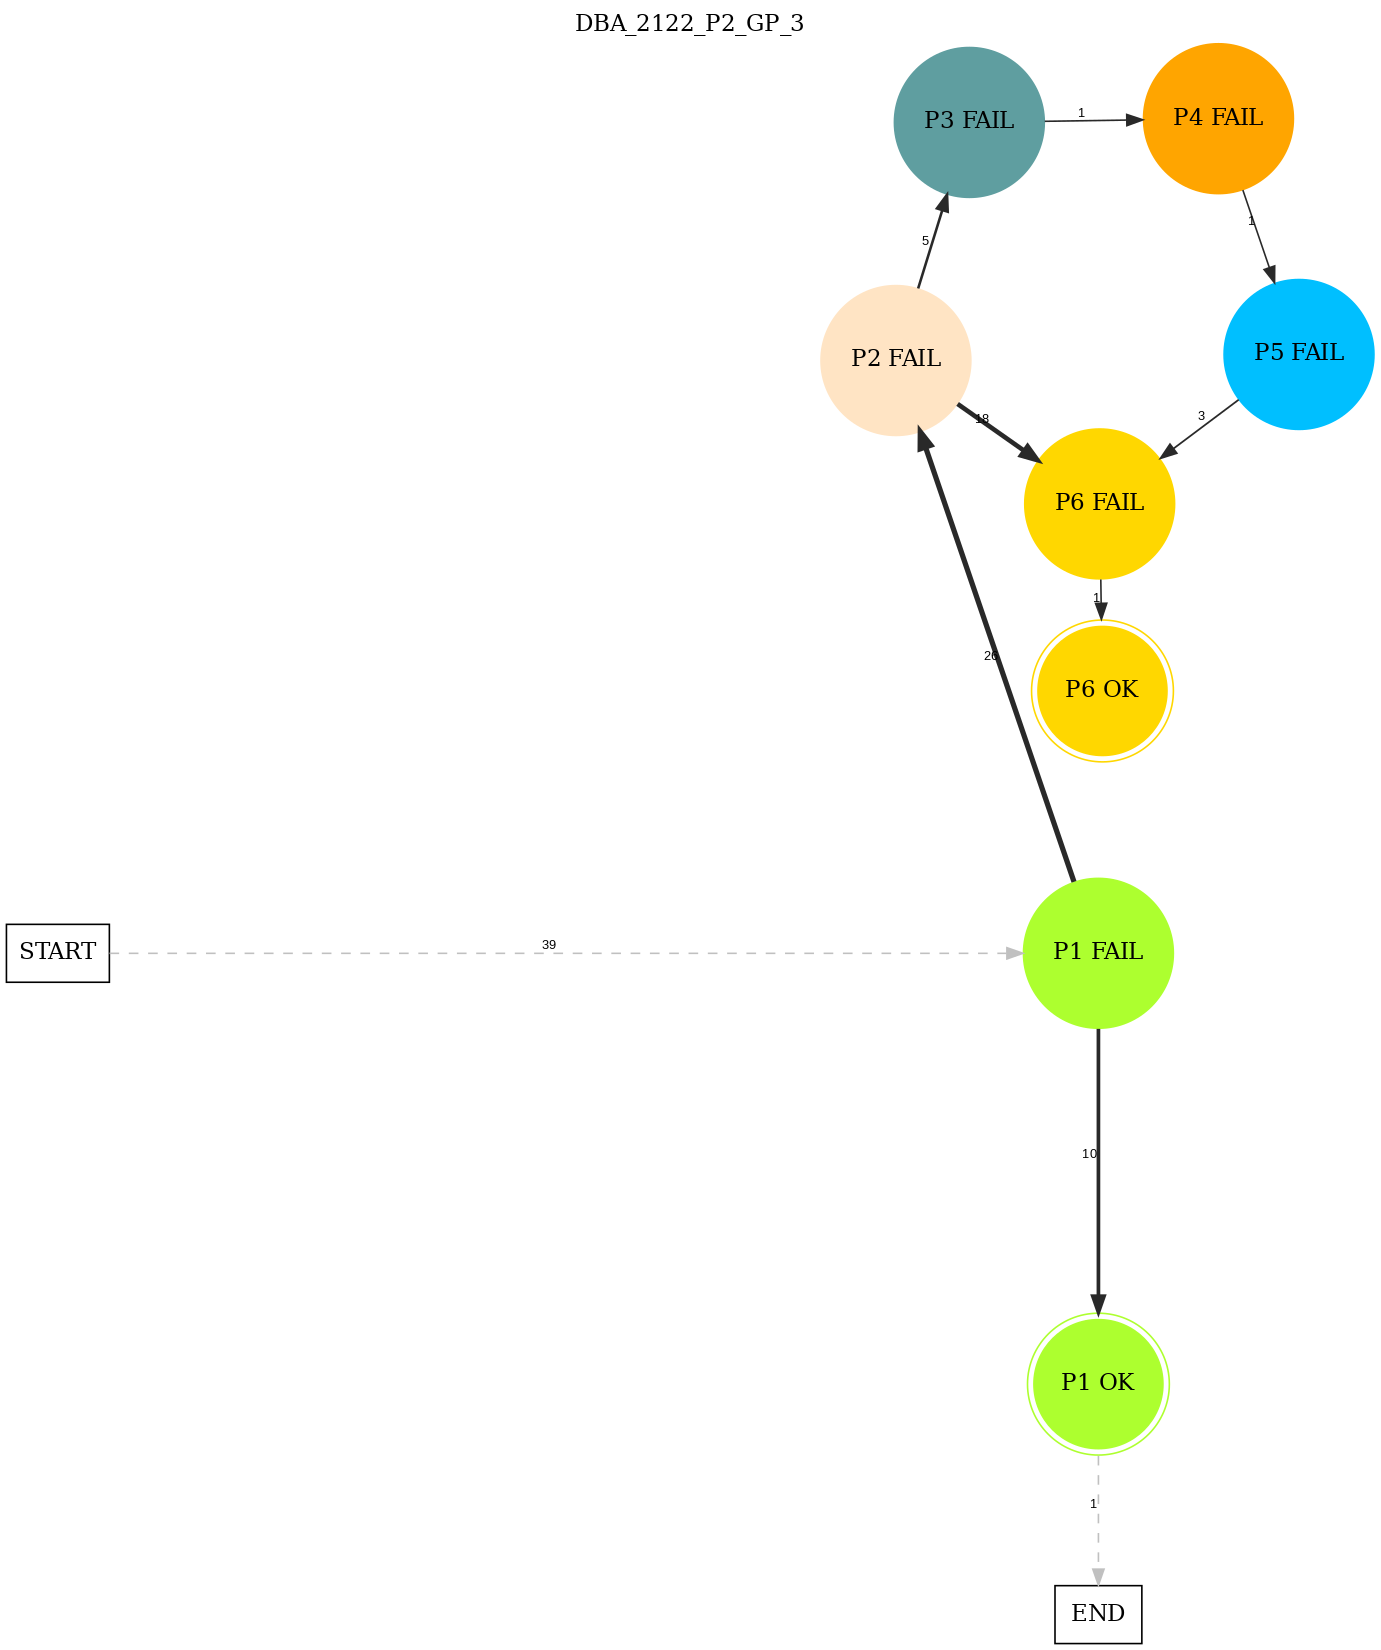 DBA_2122_P2_GP_3
P3 FAIL
1
P4 FAIL
1
5
P2 FAIL
P5 FAIL
18
3
P6 FAIL
1
26
P6 OK
START
39
P1 FAIL
10
P1 OK
1
END